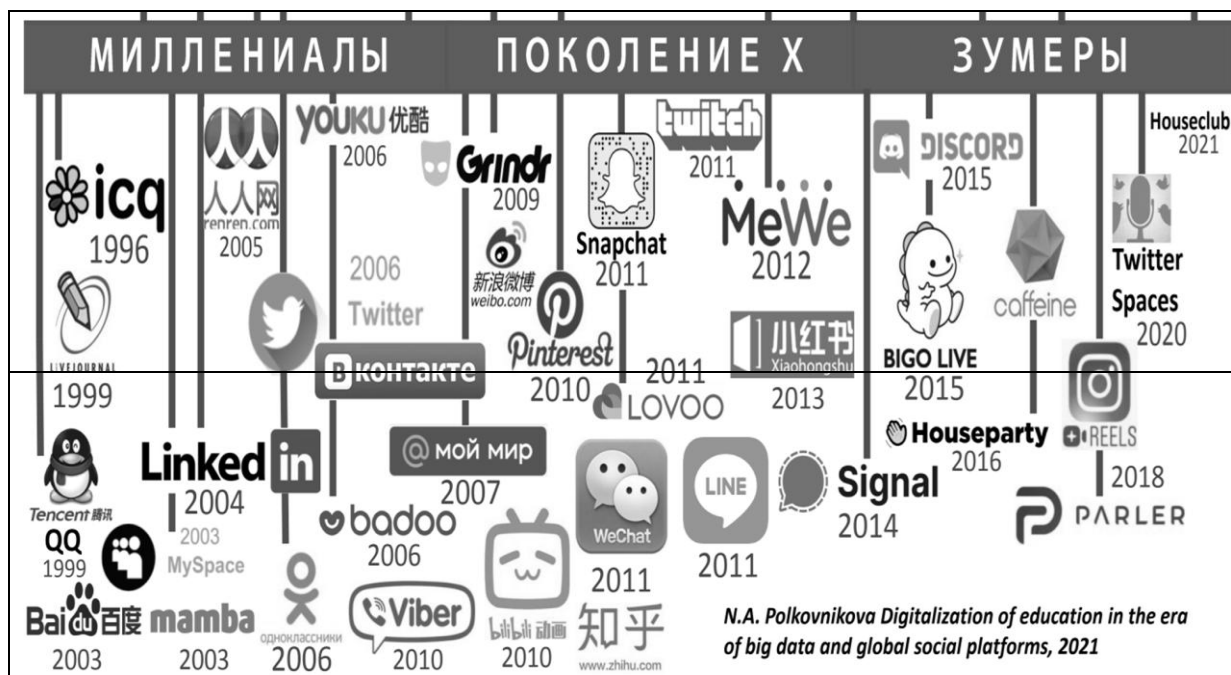 МИЛЛЕНИАЛЫ ПОКОЛЕНИЕ X ЗУМЕРЫ
icq
1996
LIVEJOURNAL
1999
Tencent 腾讯
QQ
1999
Bai du 百度
2003
人人网
renren.com
2005
Linked in
2004
2003
MySpace
mamba
2003
YOUKU 优酷
2006
2006
Twitter
В контакте
@ мой мир
2007
badoo
2006
одноклассники
2006
Viber
2010
Grindr
2009
新浪微博
weibo.com
Pinterest
2010
bilibili 动画
2010
Snapchat
2011
2011
LOVOO
WeChat
2011
知乎
www.zhihu.com
twitch
2011
MeWe
2012
小红书
Xiaohongshu
2013
LINE
2011
Signal
2014
DISCORD
2015
BIGO LIVE
2015
Houseparty
2016
caffeine
Houseclub
2021
Twitter
Spaces
2020
REELS
2018
PARLER
N.A. Polkovnikova Digitalization of education in the era
of big data and global social platforms, 2021